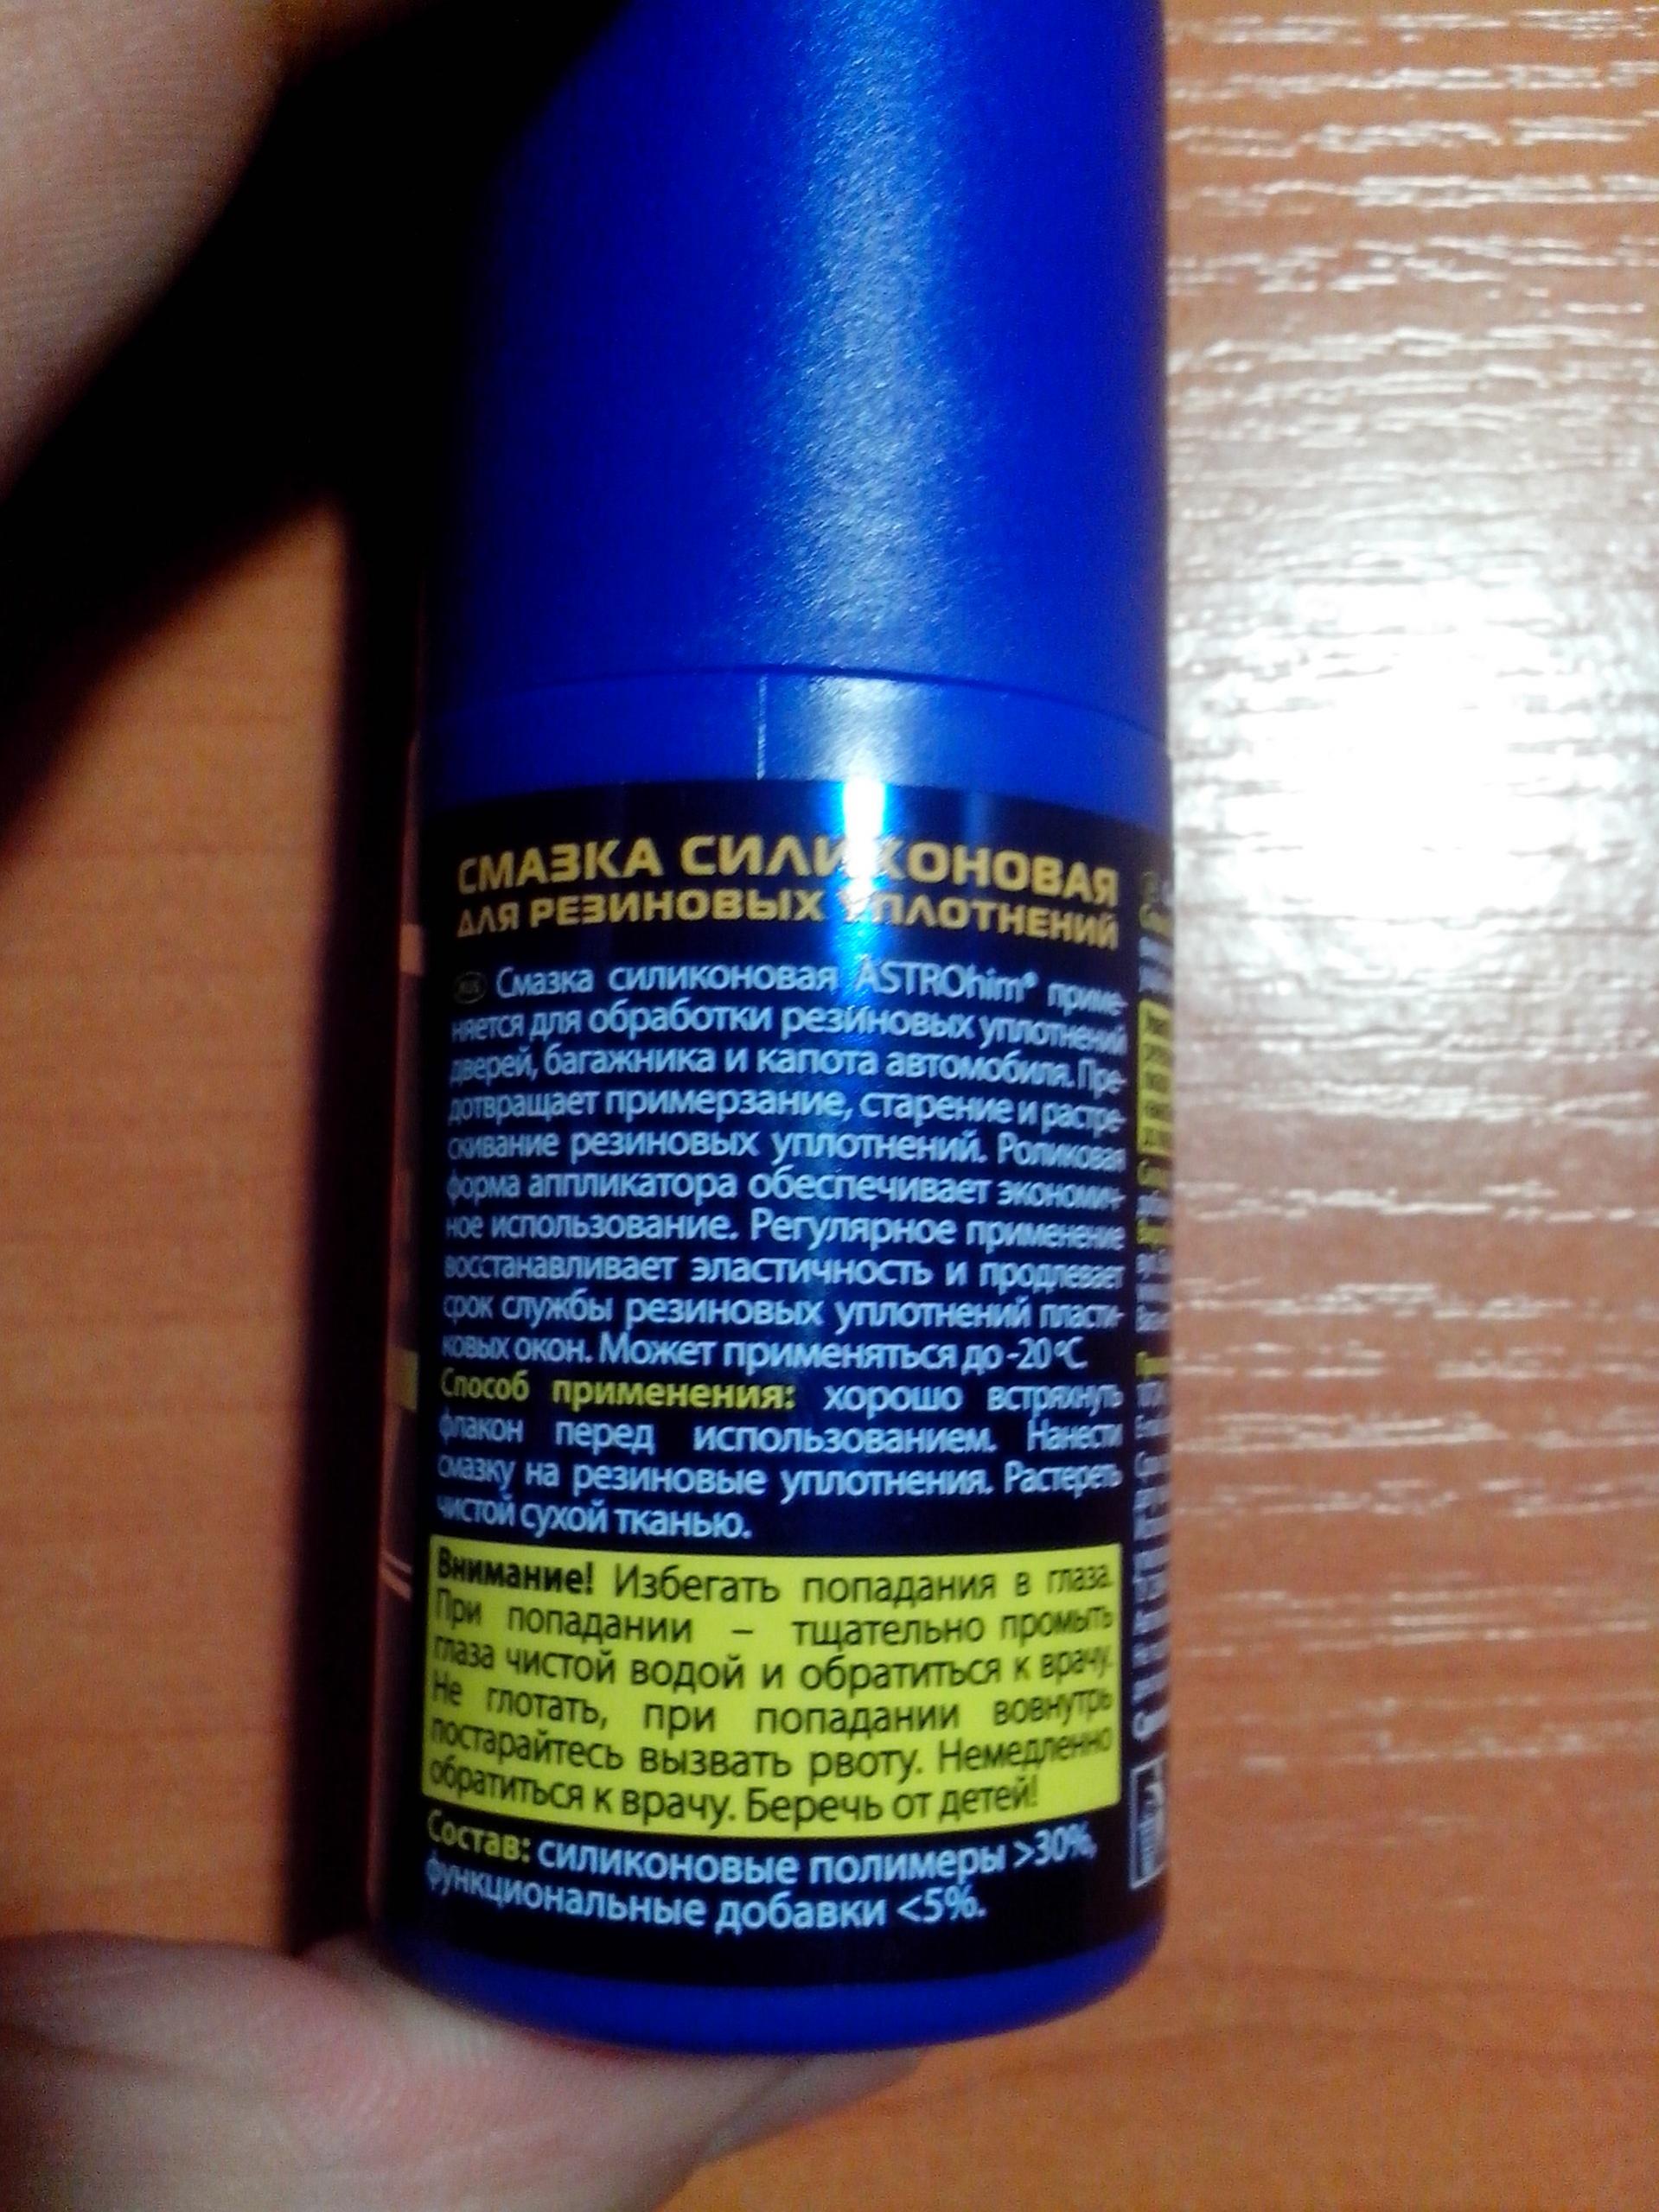 СМАЗКА СИЛИКОНОВАЯ
ДЛЯ РЕЗИНОВЫХ УПЛОТНЕНИЙ
Смазка силиконовая ASTROhim® приме-
няется для обработки резиновых уплотнений
дверей, багажника и капота автомобиля. Пре-
дотвращает примерзание, старение и растре-
скивание резиновых уплотнений. Роликовая
форма аппликатора обеспечивает экономич-
ное использование. Регулярное применение
восстанавливает эластичность и продлевает
срок службы резиновых уплотнений пласти-
ковых окон. Может применяться до -20 °C.
Способ применения: хорошо встряхнуть
флакон перед использованием. Нанести
смазку на резиновые уплотнения. Растереть
чистой сухой тканью.
Внимание! Избегать попадания в глаза.
При попадании – тщательно промыть
глаза чистой водой и обратиться к врачу.
Не глотать, при попадании вовнутрь
постарайтесь вызвать рвоту. Немедленно
обратиться к врачу. Беречь от детей!
Состав: силиконовые полимеры >30%,
функциональные добавки <5%.